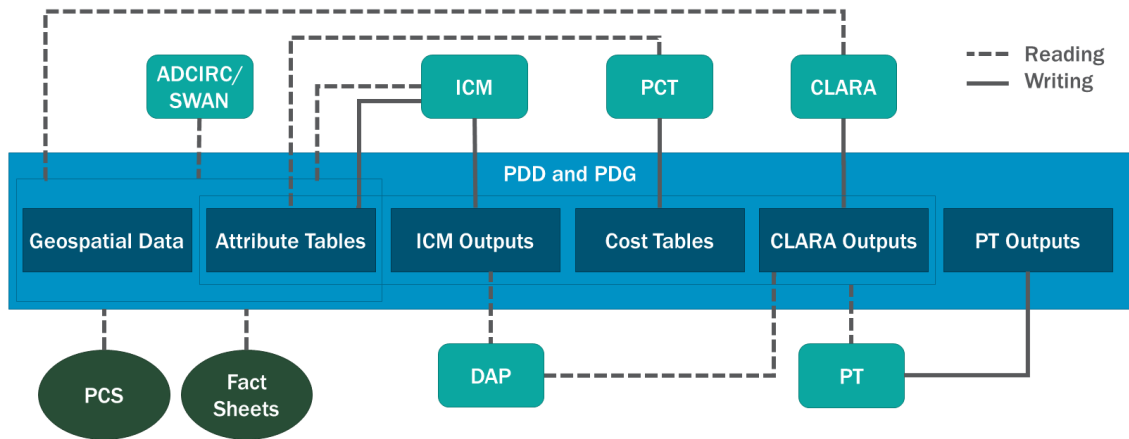 ADCIRC/
SWAN
ICM
PCT
CLARA
Reading
Writing
PDD and PDG
Geospatial Data
Attribute Tables
ICM Outputs
Cost Tables
CLARA Outputs
PT Outputs
PCS
Fact
Sheets
DAP
PT